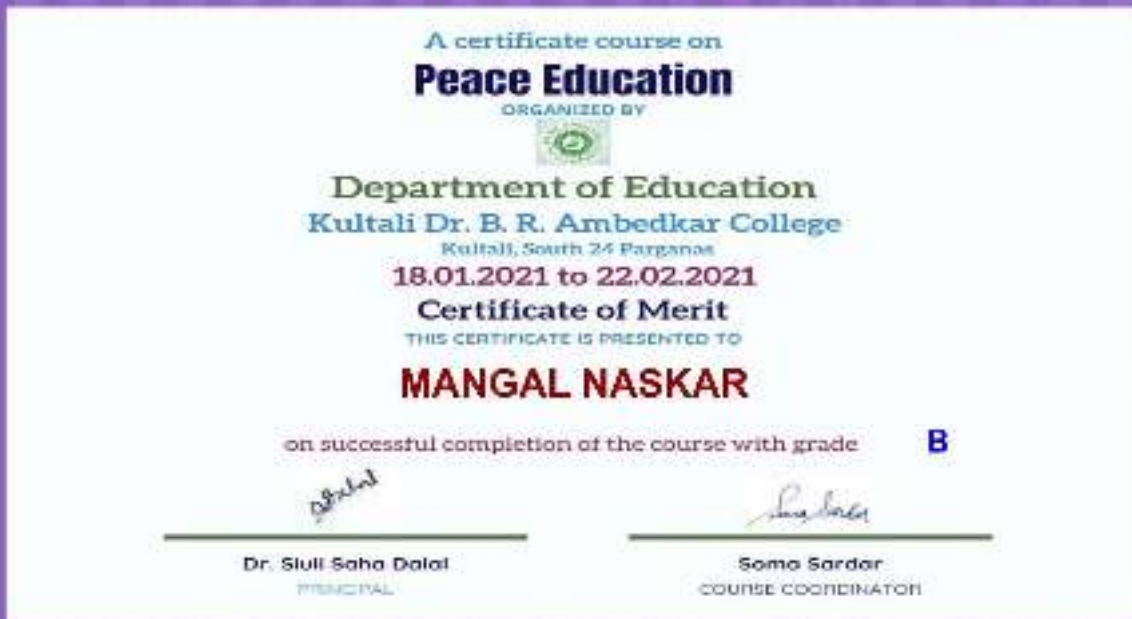 A certificate course on
Peace Education
ORGANIZED BY
Department of Education
Kultali Dr. B. R. Ambedkar College
Kultali, South 24 Parganas
18.01.2021 to 22.02.2021
Certificate of Merit
THIS CERTIFICATE IS PRESENTED TO
MANGAL NASKAR
on successful completion of the course with grade B
Soma Sardar
Dr. Siuli Saha Dalal Soma Sardar
PRINCIPAL COURSE COORDINATOR